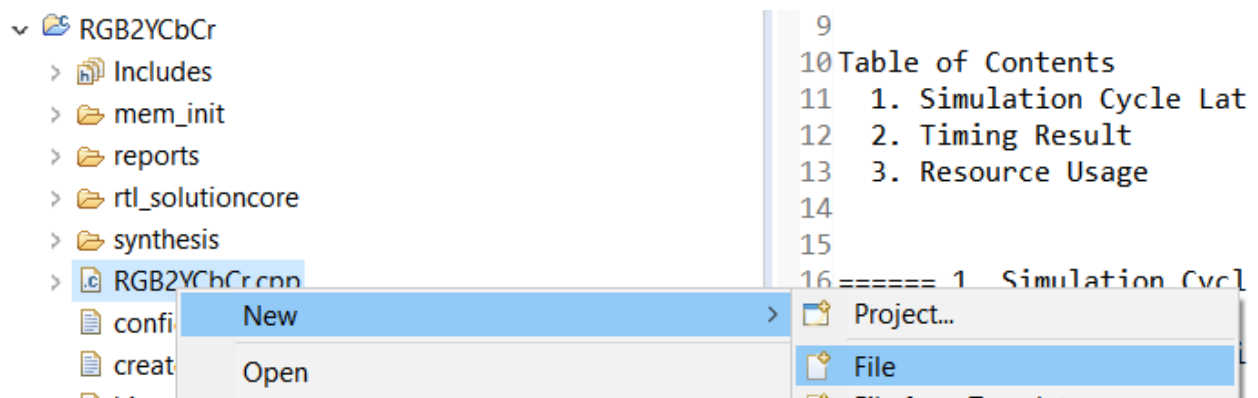 RGB2YCbCr
Includes
mem_init
reports
rtl_solutioncore
synthesis
RGB2YCbCr.cpp
New
Open
9
10 Table of Contents
11 1. Simulation Cycle Lat
12 2. Timing Result
13 3. Resource Usage
14
15
16 ====== 1. Simulation Cycl
Project...
File